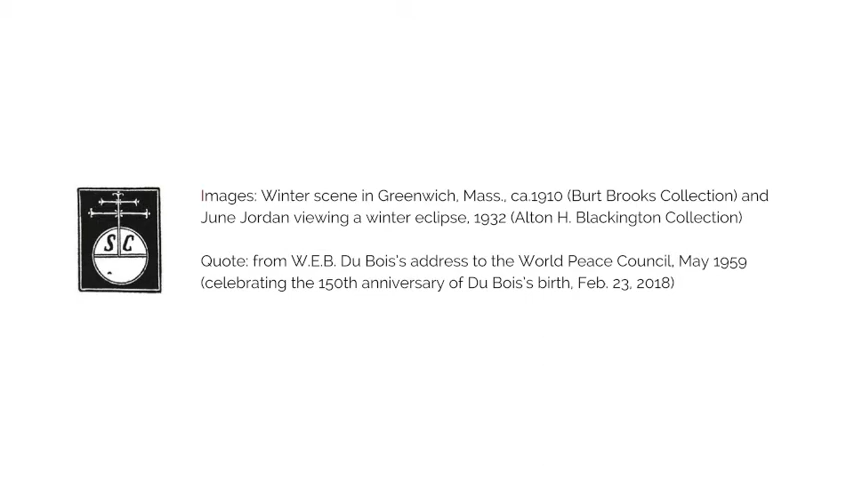 SC
Images: Winter scene in Greenwich, Mass., ca.1910 (Burt Brooks Collection) and
June Jordan viewing a winter eclipse, 1932 (Alton H. Blackington Collection)
Quote: from W.E.B. Du Bois's address to the World Peace Council, May 1959
(celebrating the 150th anniversary of Du Bois's birth, Feb. 23, 2018)